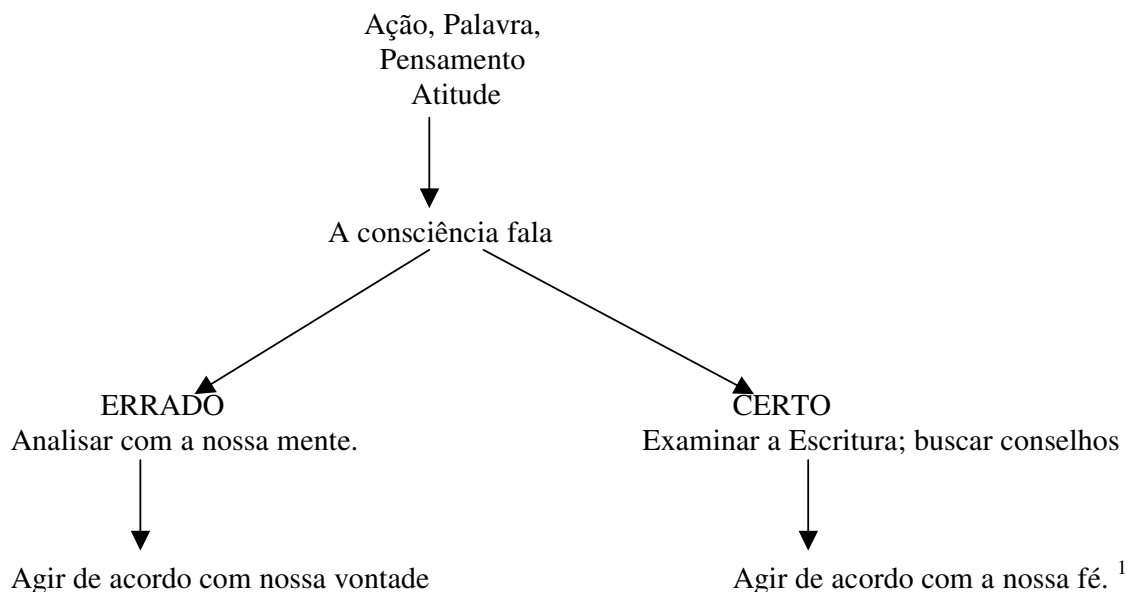 Ação, Palavra,
Pensamento
Atitude
A consciência fala
ERRADO
Analisar com a nossa mente.
CERTO
Examinar a Escritura; buscar conselhos
Agir de acordo com nossa vontade
Agir de acordo com a nossa fé. 1